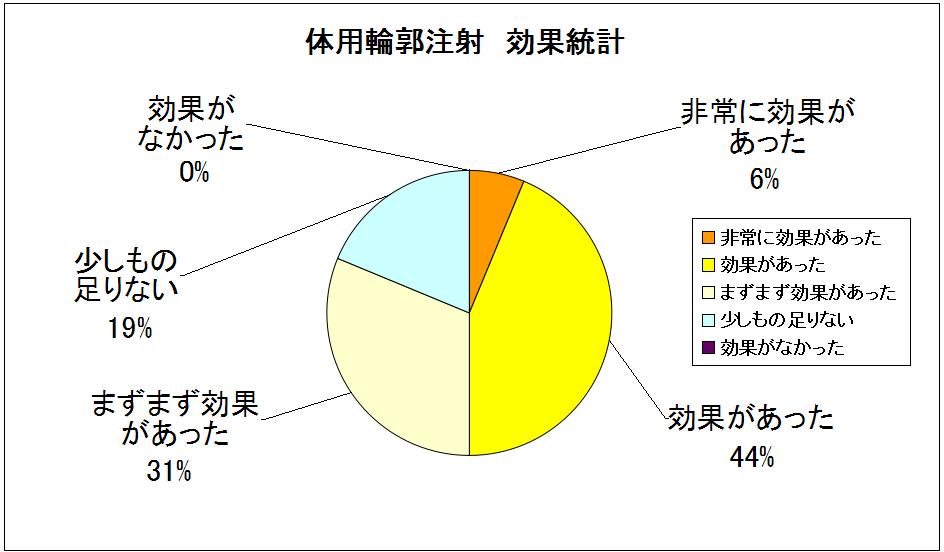 体用輪郭注射　効果統計
効果が
なかった
0%
非常に効果が
あった
6%
少しもの
足りない
19%
非常に効果があった
効果があった
まずまず効果があった
少しもの足りない
効果がなかった
まずまず効果
があった
31%
効果があった
44%